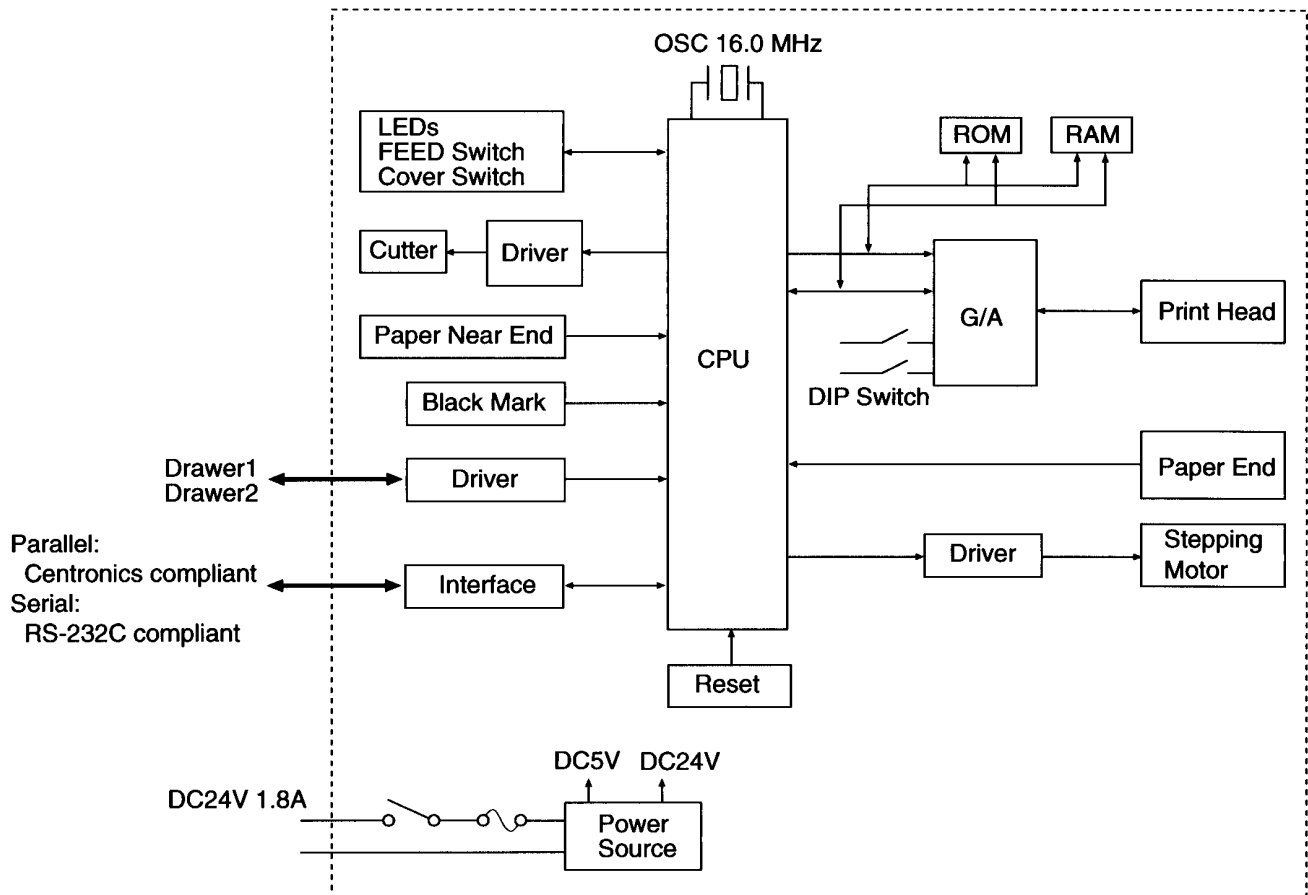 OSC 16.0 MHz
LEDs
FEED Switch
Cover Switch
ROM
RAM
Cutter
Driver
G/A
Print Head
Paper Near End
CPU
DIP Switch
Black Mark
Drawer1
Drawer2
Driver
Paper End
Parallel:
Centronics compliant
Serial:
RS-232C compliant
Interface
Driver
Stepping
Motor
Reset
DC5V
DC24V
DC24V 1.8A
Power
Source